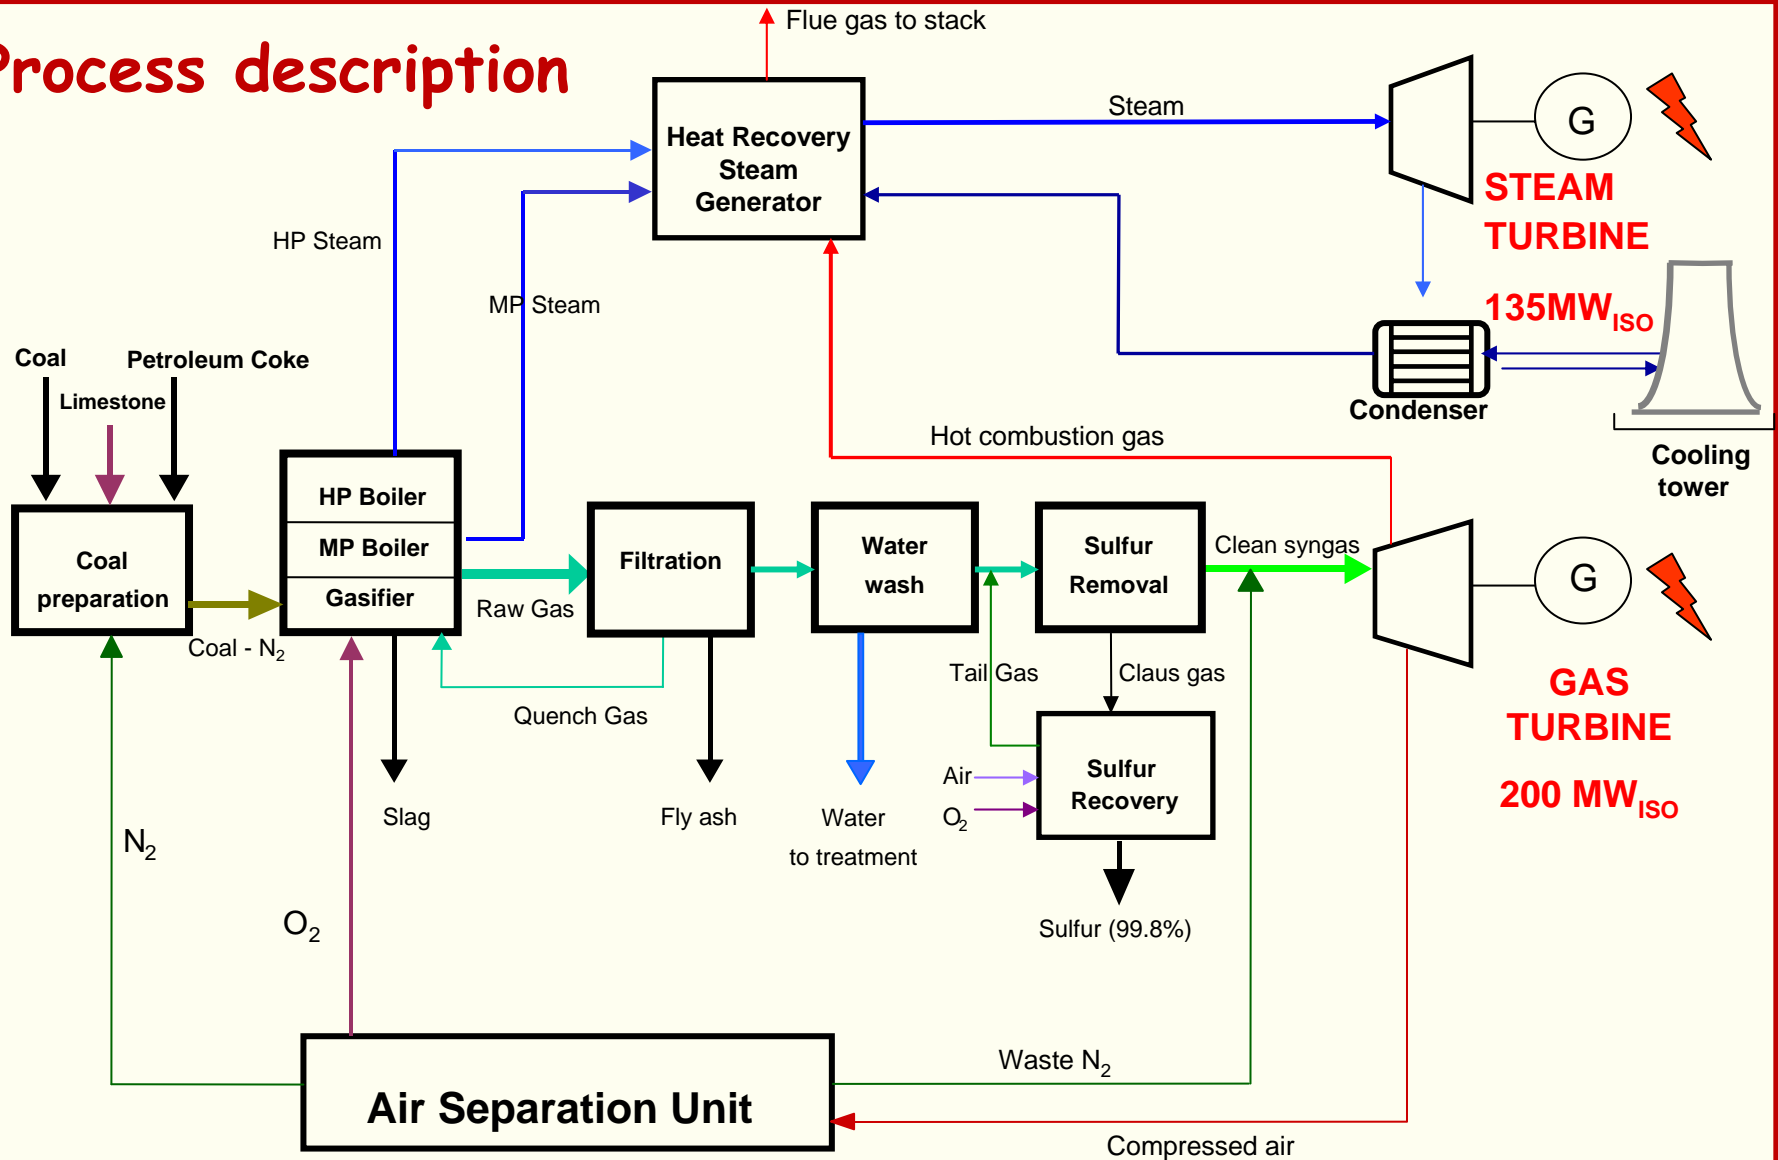 Flue gas to stack
Process description
Steam
G
Heat Recovery
Steam
Generator
STEAM
TURBINE
HP Steam
MP Steam
135MWISO
Coal
Petroleum Coke
Limestone
Condenser
Hot combustion gas
Cooling
tower
HP Boiler
MP Boiler
Gasifier
Coal
preparation
Filtration
Water
wash
Sulfur
Removal
Clean syngas
G
Raw Gas
Coal - N2
Tail Gas
Claus gas
Quench Gas
GAS
TURBINE
Sulfur
Recovery
Air
O2
200 MWISO
Slag
Fly ash
Water
to treatment
N2
O2
Sulfur (99.8%)
Waste N2
Air Separation Unit
Compressed air